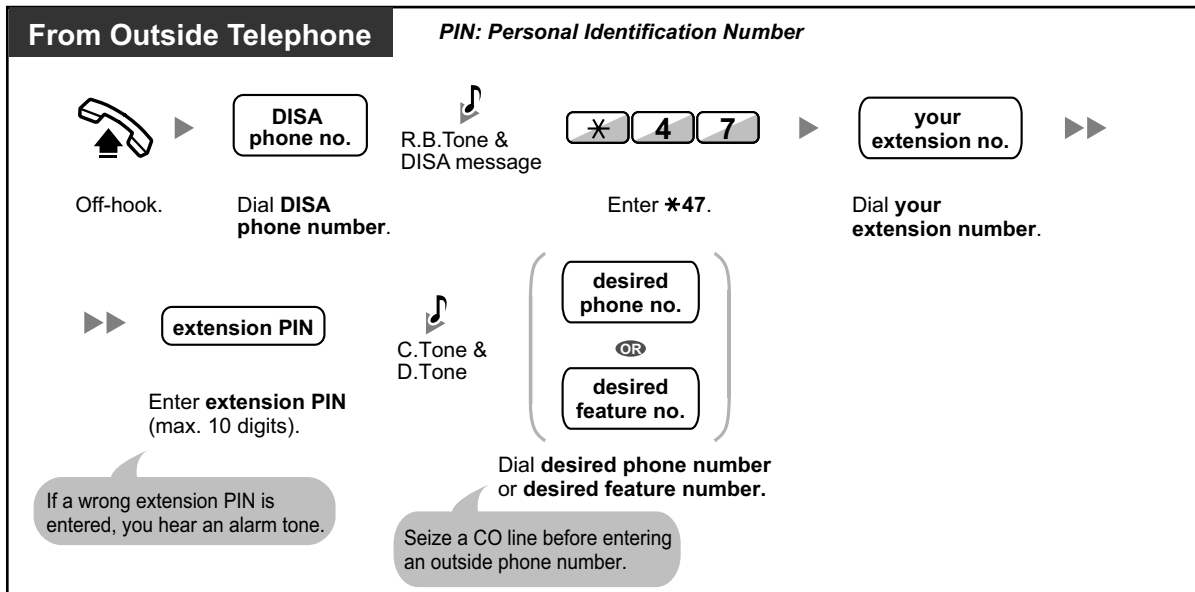 From Outside Telephone
PIN: Personal Identification Number
DISA
phone no.
R.B.Tone &
DISA message
* 4 7
your
extension no.
Off-hook.
Dial DISA
phone number.
Enter *47.
Dial your
extension number.
extension PIN
C.Tone &
D.Tone
desired
phone no.
OR
desired
feature no.
Enter extension PIN
(max. 10 digits).
If a wrong extension PIN is
entered, you hear an alarm tone.
Dial desired phone number
or desired feature number.
Seize a CO line before entering
an outside phone number.